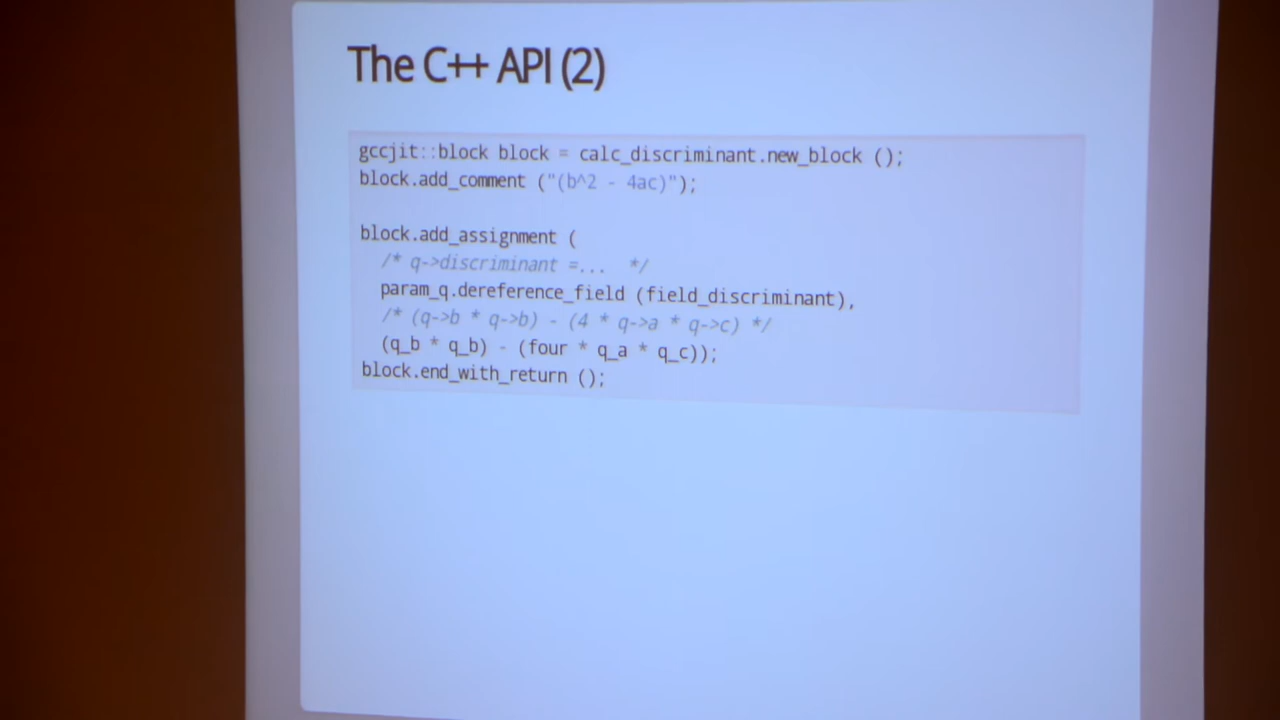 The C++ API (2)
gccjit::block block = calc_discriminant.new_block ();
block.add_comment ("(b^2 - 4ac)");
block.add_assignment (
/* q->discriminant =... */
param_q.dereference_field (field_discriminant),
/* (q->b * q->b) - (4 * q->a * q->c) */
(q_b * q_b) - (four * q_a * q_c));
block.end_with_return ();